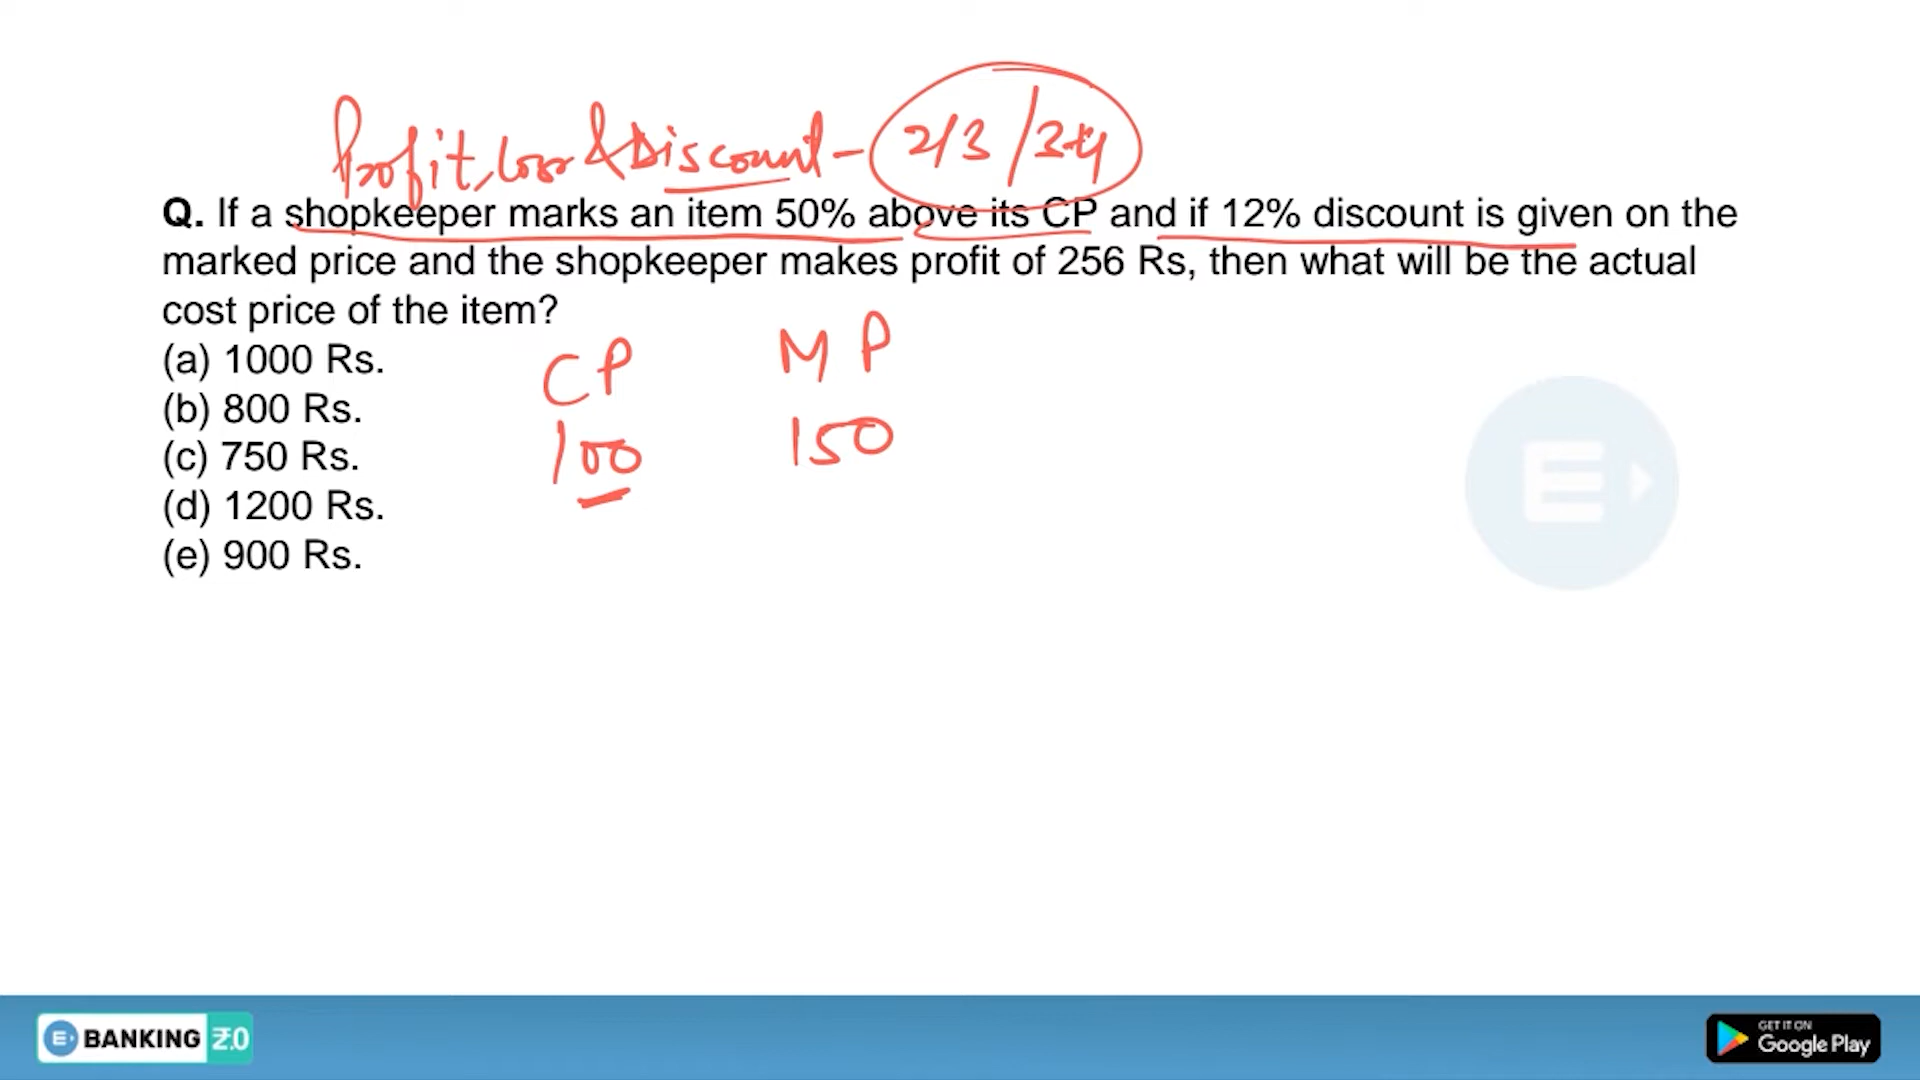 Profit, loss & Discount - 2/3 / 3-4
Q. If a shopkeeper marks an item 50% above its CP and if 12% discount is given on the
marked price and the shopkeeper makes profit of 256 Rs, then what will be the actual
cost price of the item?
(a) 1000 Rs.
(b) 800 Rs.
(c) 750 Rs.
(d) 1200 Rs.
(e) 900 Rs.
CP MP
100 150
E
E BANKING ₹.0
GET IT ON
Google Play